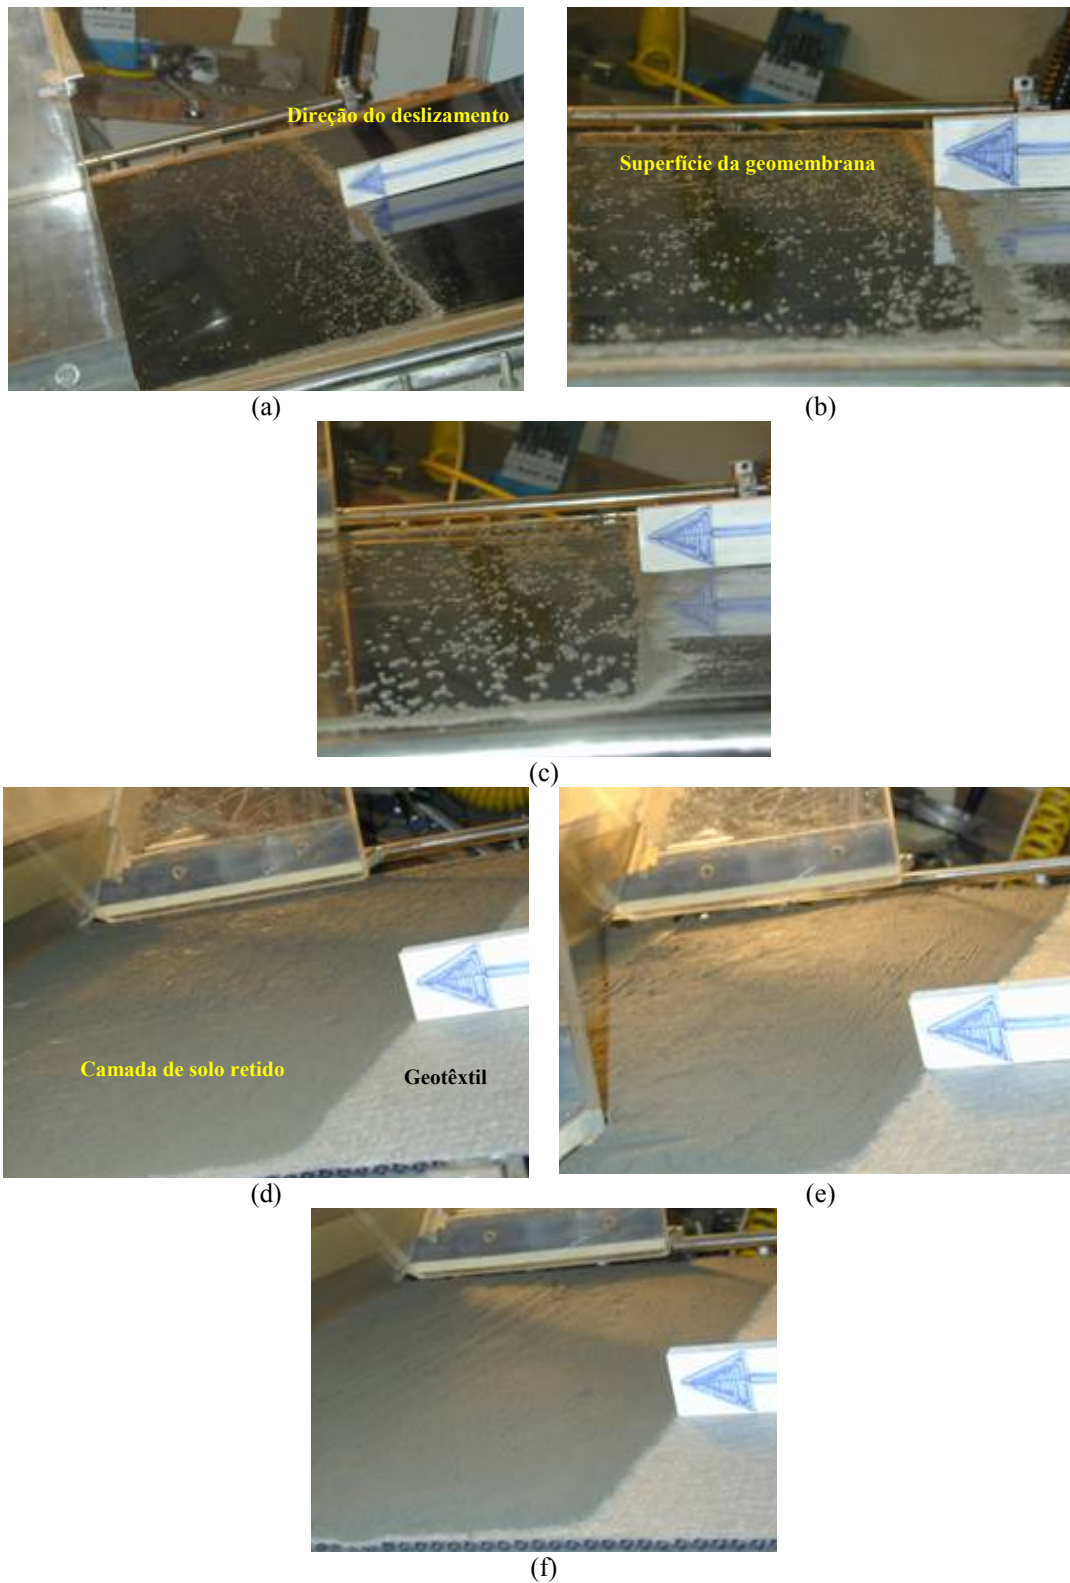 Direção do deslizamento
Superfície da geomembrana
(a)
(b)
(c)
Camada de solo retido
Geotêxtil
(d)
(e)
(f)